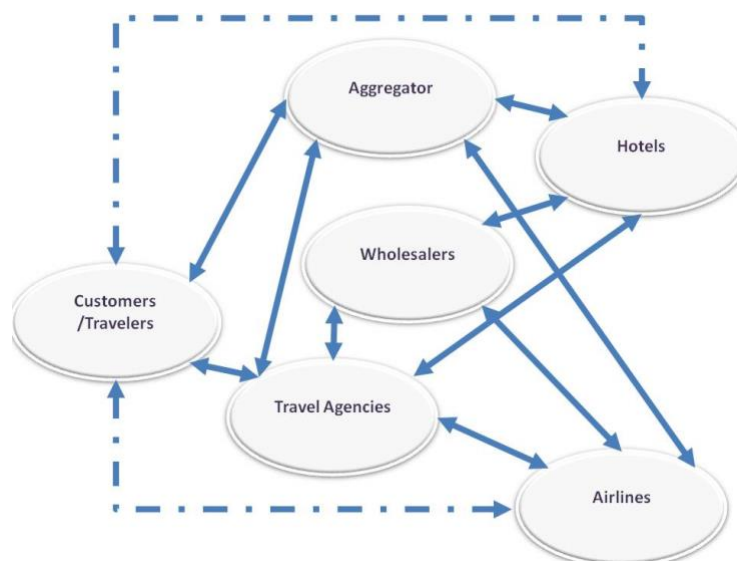 Aggregator
Hotels
Wholesalers
Customers
/Travelers
Travel Agencies
Airlines